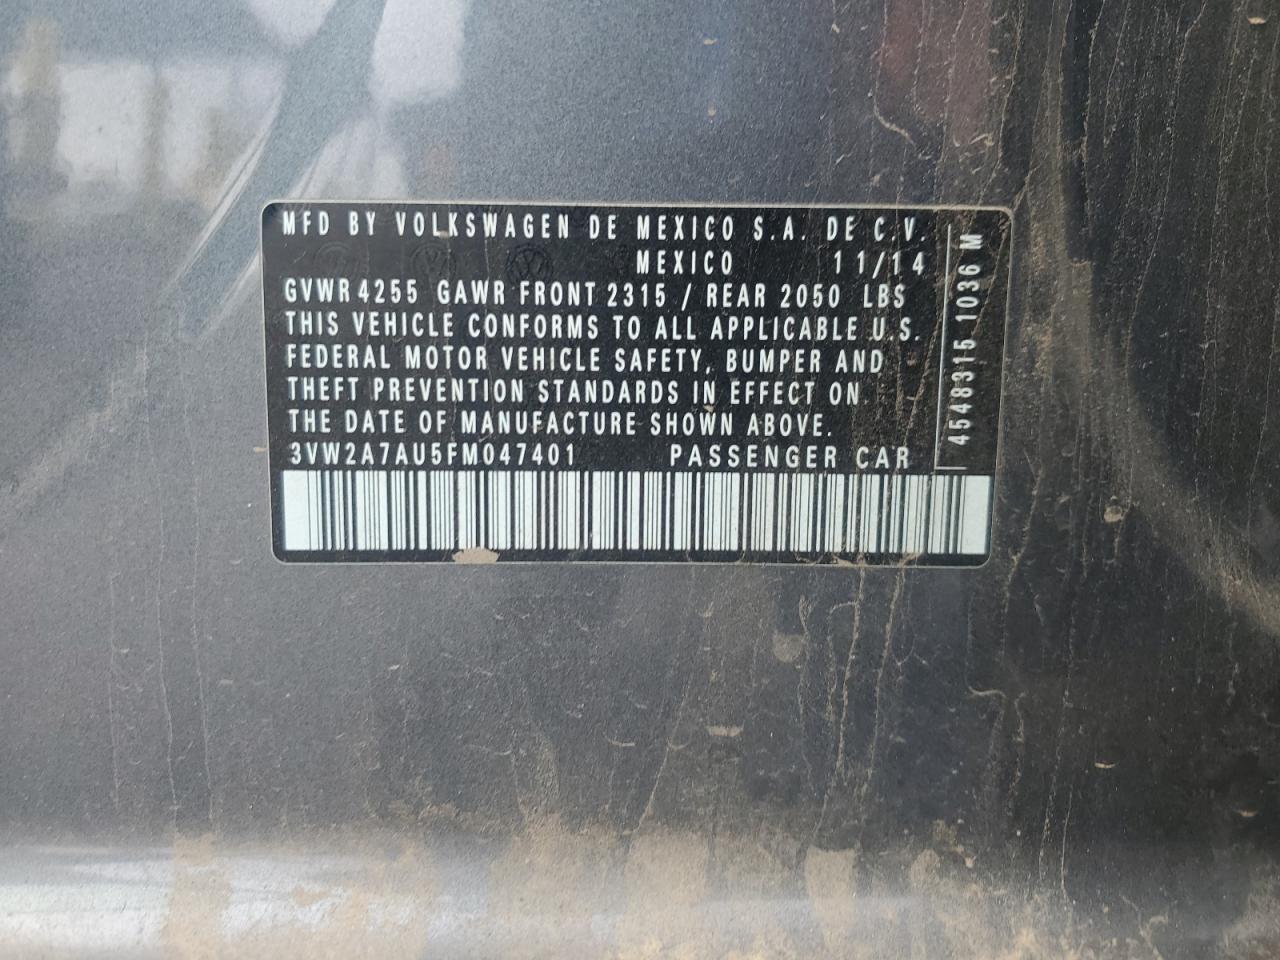 MFD BY VOLKSWAGEN DE MEXICO S.A. DE C.V.
MEXICO 11/14
GVWR 4255 GAWR FRONT 2315 / REAR 2050 LBS
THIS VEHICLE CONFORMS TO ALL APPLICABLE U.S.
FEDERAL MOTOR VEHICLE SAFETY, BUMPER AND
THEFT PREVENTION STANDARDS IN EFFECT ON
THE DATE OF MANUFACTURE SHOWN ABOVE.
3VW2A7AU5FM047401 PASSENGER CAR
4548315 1036 M